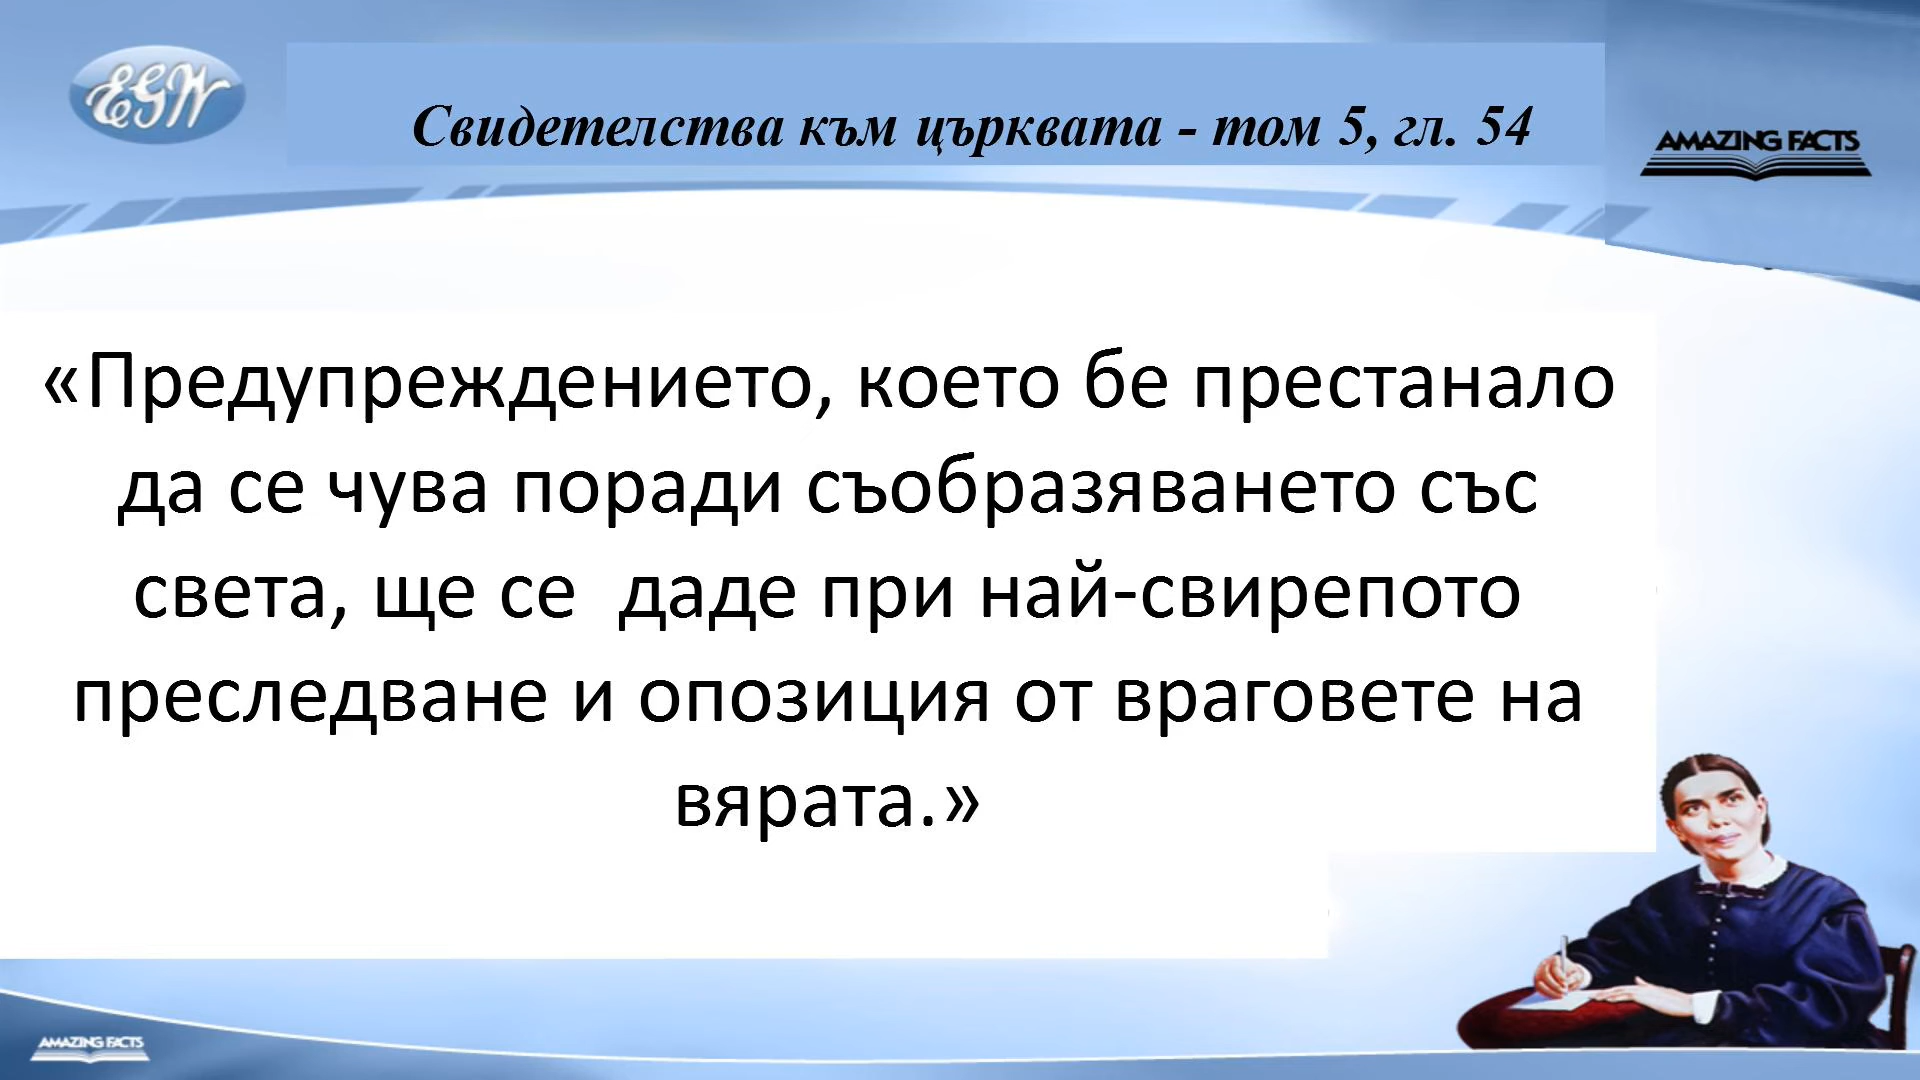 EGW
Свидетелства към църквата - том 5, гл. 54
AMAZING FACTS
«Предупреждението, което бе престанало
да се чува поради съобразяването със
света, ще се даде при най-свирепото
преследване и опозиция от враговете на
вярата.»
AMAZING FACTS